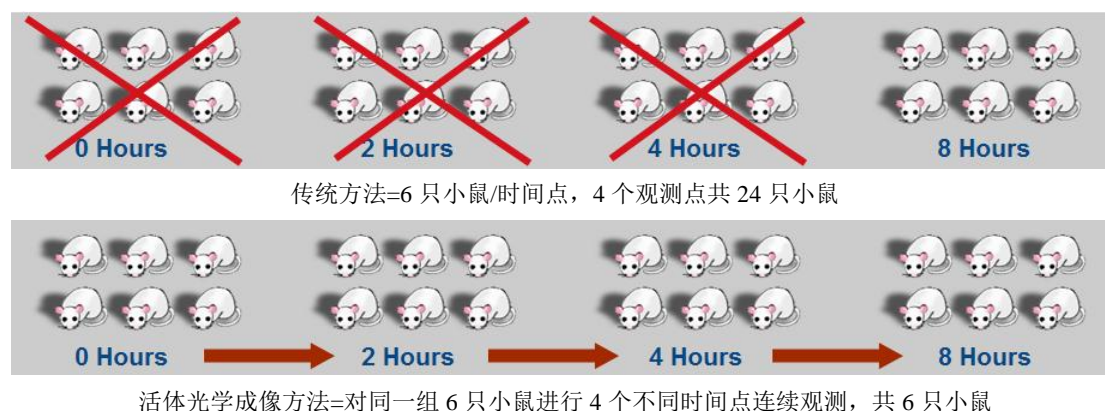 0 Hours 2 Hours 4 Hours 8 Hours
传统方法=6 只小鼠/时间点，4 个观测点共 24 只小鼠
0 Hours 2 Hours 4 Hours 8 Hours
活体光学成像方法=对同一组 6 只小鼠进行 4 个不同时间点连续观测，共 6 只小鼠